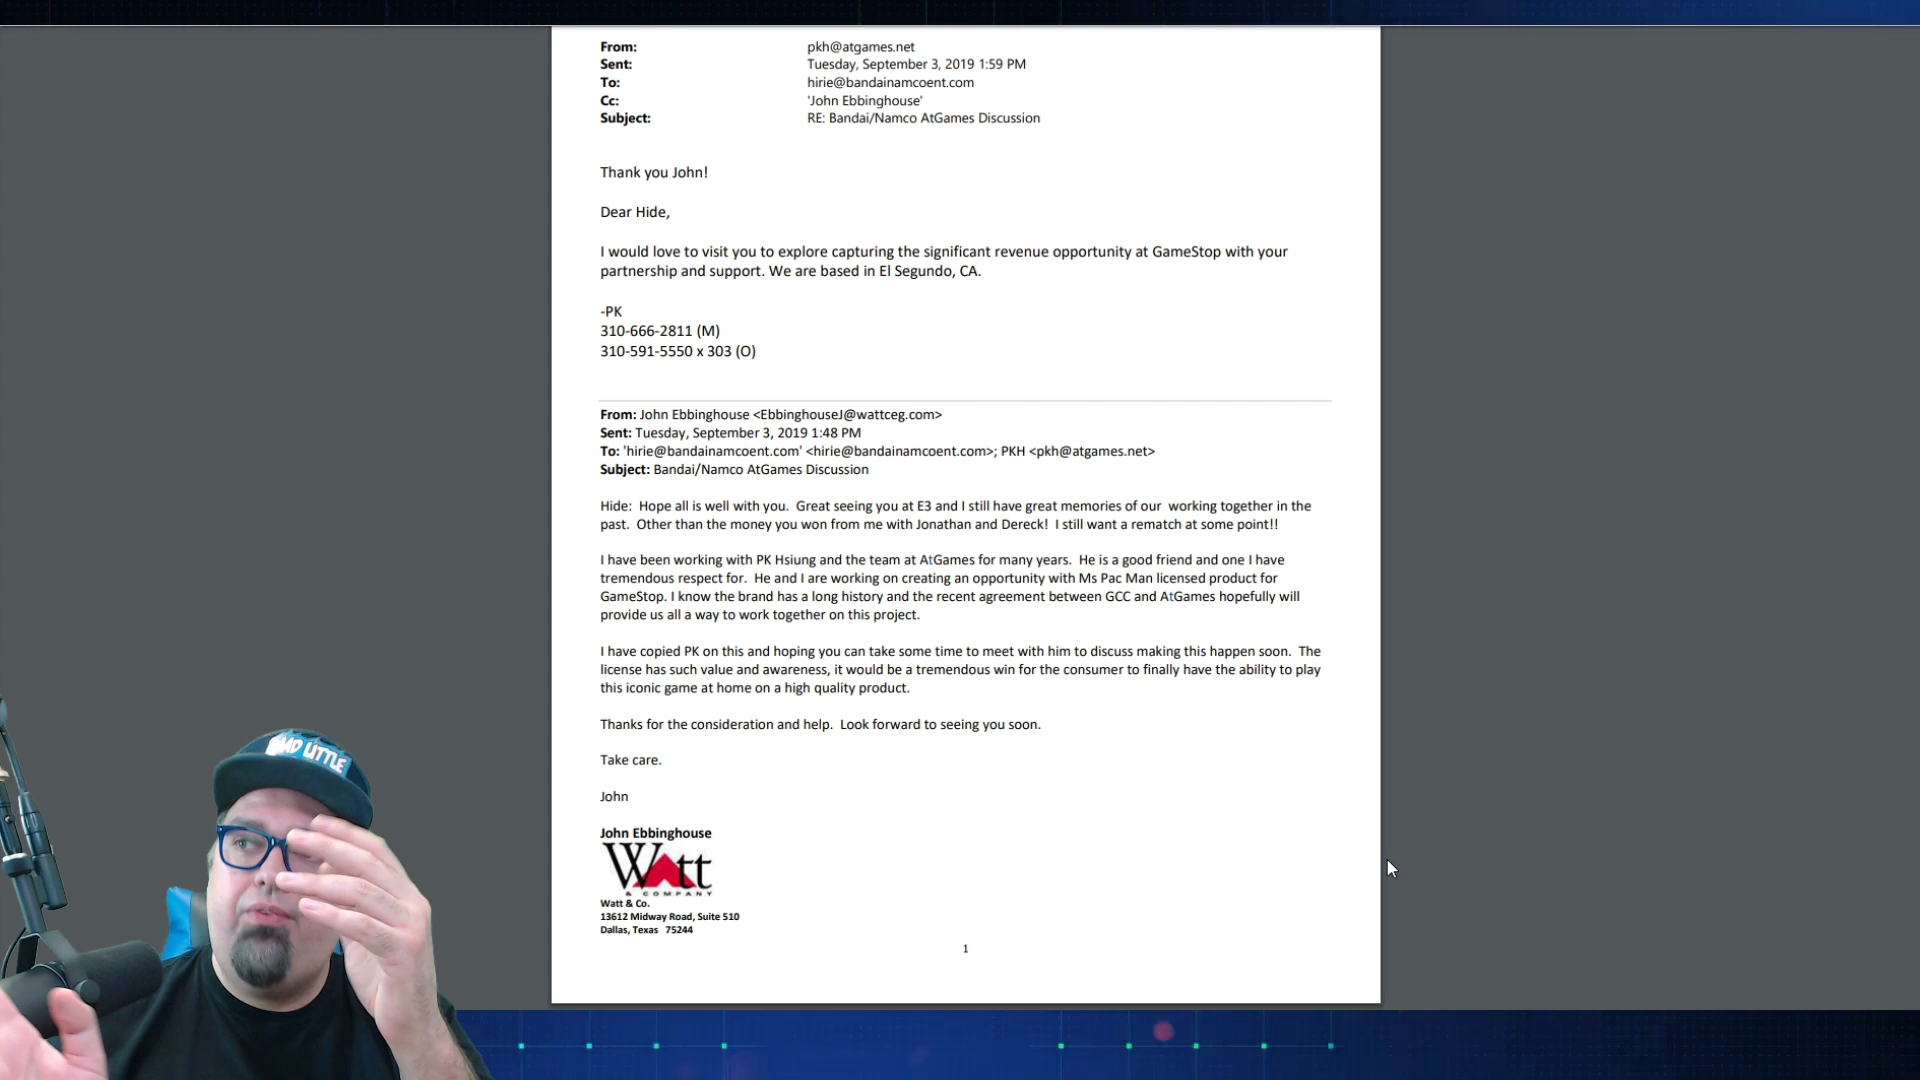 From: pkh@atgames.net
Sent: Tuesday, September 3, 2019 1:59 PM
To: hirie@bandainamcoent.com
Cc: 'John Ebbinghouse'
Subject: RE: Bandai/Namco AtGames Discussion
Thank you John!
Dear Hide,
I would love to visit you to explore capturing the significant revenue opportunity at GameStop with your
partnership and support. We are based in El Segundo, CA.
-PK
310-666-2811 (M)
310-591-5550 x 303 (O)
From: John Ebbinghouse <EbbinghouseJ@wattceg.com>
Sent: Tuesday, September 3, 2019 1:48 PM
To: 'hirie@bandainamcoent.com' <hirie@bandainamcoent.com>; PKH <pkh@atgames.net>
Subject: Bandai/Namco AtGames Discussion
Hide:  Hope all is well with you.  Great seeing you at E3 and I still have great memories of our  working together in the
past.  Other than the money you won from me with Jonathan and Dereck!  I still want a rematch at some point!!
I have been working with PK Hsiung and the team at AtGames for many years.  He is a good friend and one I have
tremendous respect for.  He and I are working on creating an opportunity with Ms Pac Man licensed product for
GameStop. I know the brand has a long history and the recent agreement between GCC and AtGames hopefully will
provide us all a way to work together on this project.
I have copied PK on this and hoping you can take some time to meet with him to discuss making this happen soon.  The
license has such value and awareness, it would be a tremendous win for the consumer to finally have the ability to play
this iconic game at home on a high quality product.
Thanks for the consideration and help.  Look forward to seeing you soon.
Take care.
John
John Ebbinghouse
Watt
& COMPANY
Watt & Co.
13612 Midway Road, Suite 510
Dallas, Texas  75244
1
LITTLE